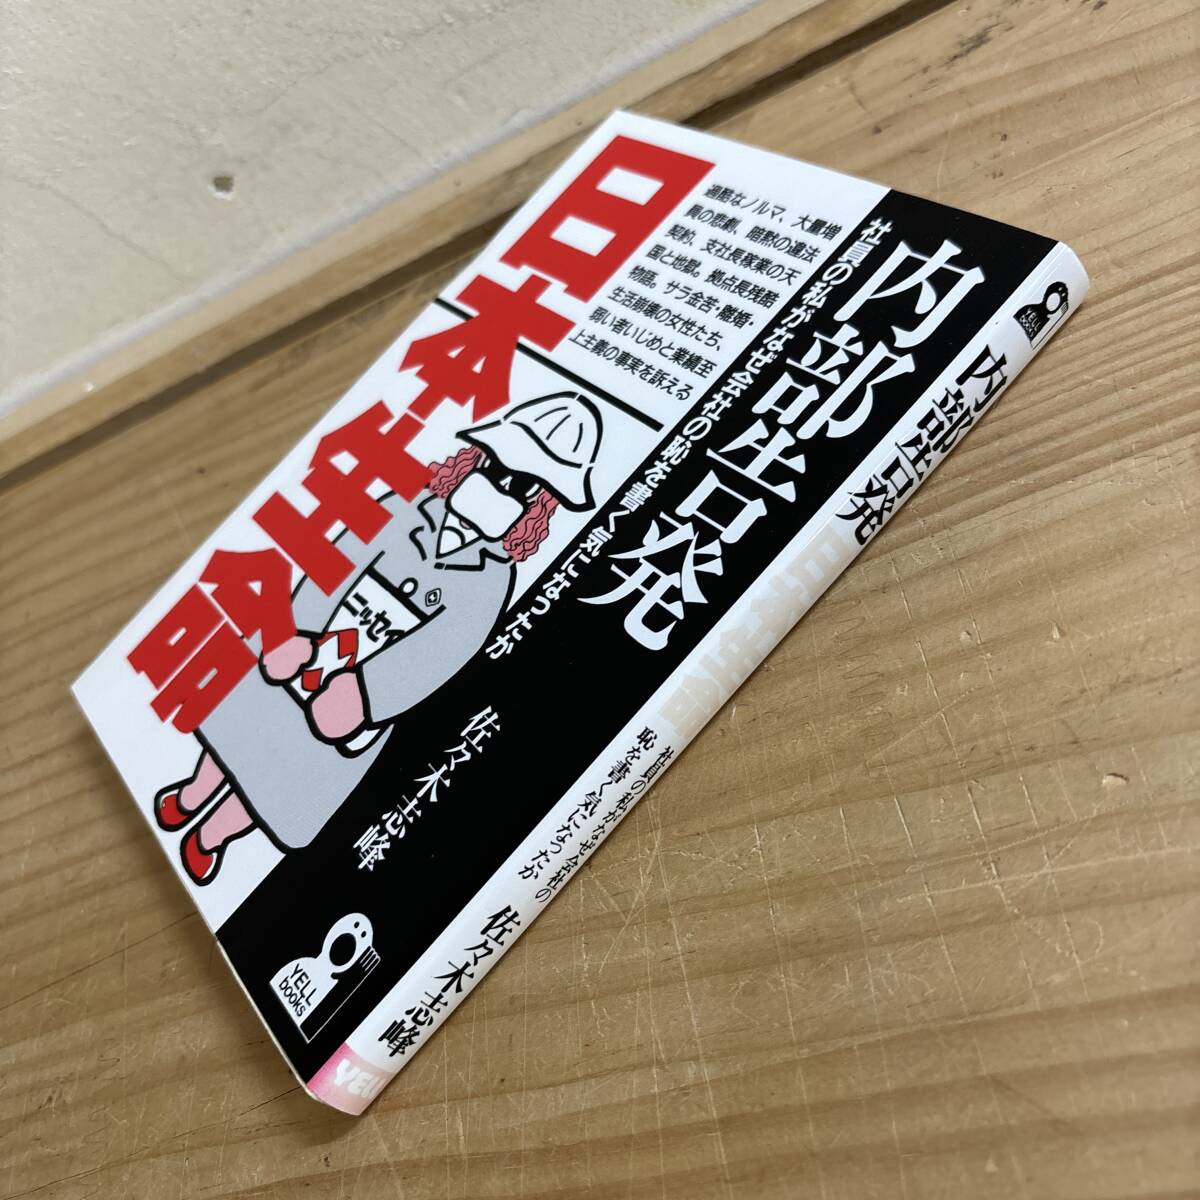 内部告発
社員の私がなぜ会社の恥を書く気になったか
佐々木志峰
過酷なノルマ、大量増
員の悲劇、暗黙の違法
契約、支社長稼業の天
国と地獄。拠点長残酷
物語。サラ金苦・離婚・
生活崩壊の女性たち、
弱い者いじめと業績至
上主義の事実を訴える
日本生命
ニッセイ
YELL
books
YELL
books
内部告発
日本生命
社員の私がなぜ会社の
恥を書く気になったか
佐々木志峰